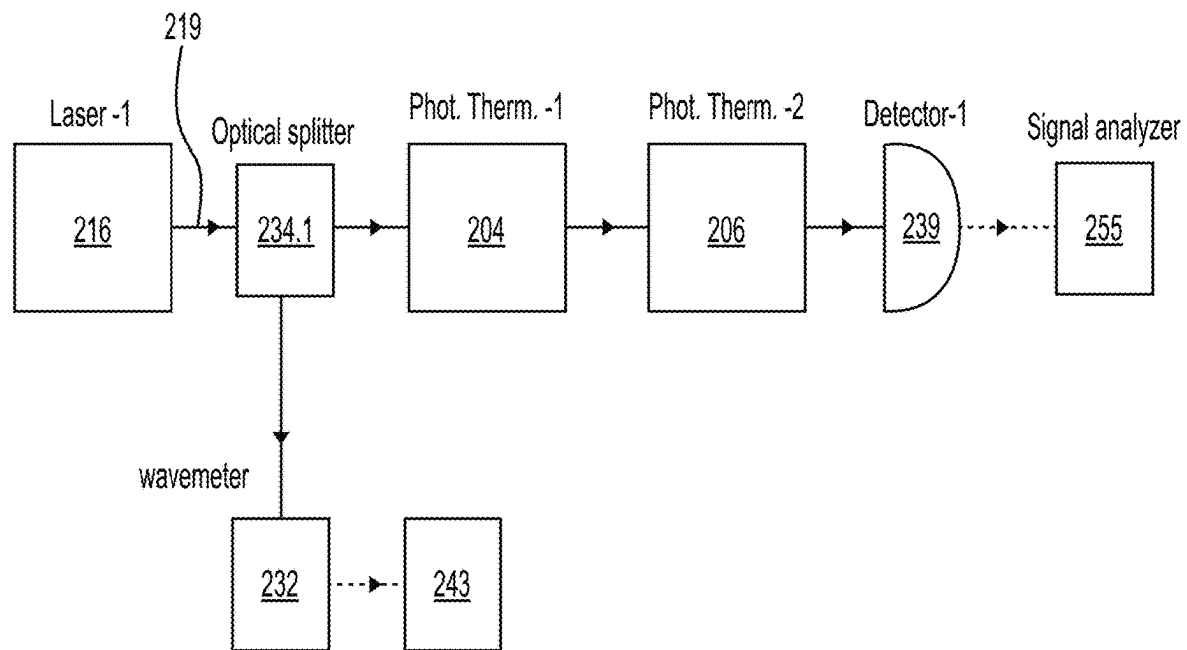 219
Laser -1
Optical splitter
Phot. Therm. -1
Phot. Therm. -2
Detector-1
Signal analyzer
216
234.1
204
206
239
255
wavemeter
232
243